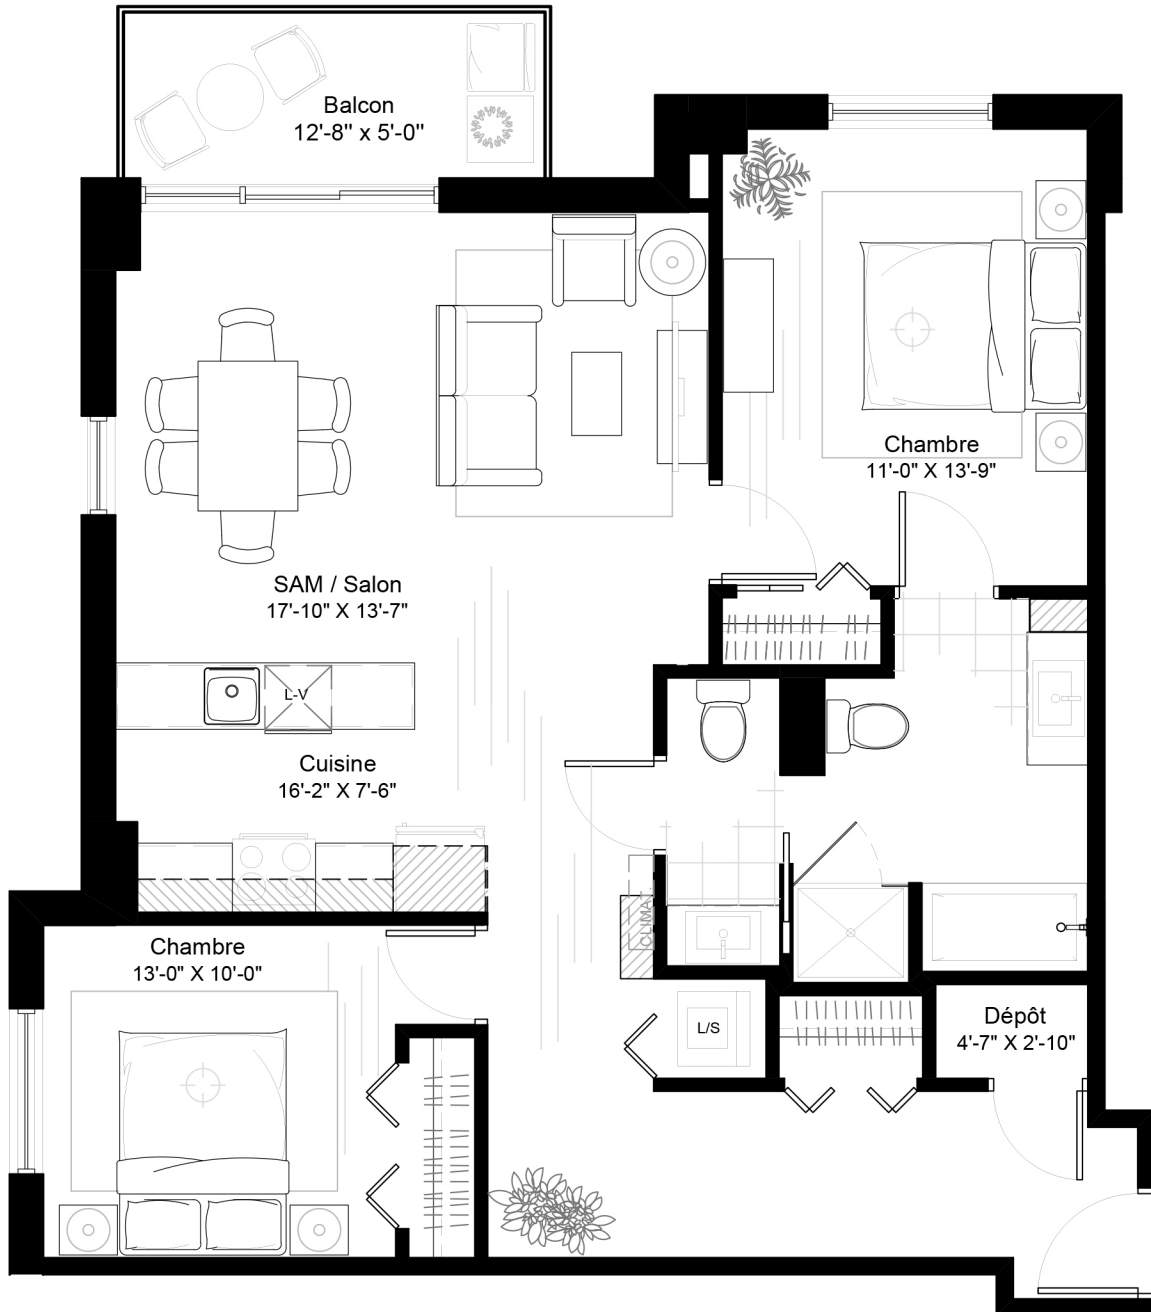 Balcon
12'-8" x 5'-0"
Chambre
11'-0" X 13'-9"
SAM / Salon
17'-10" X 13'-7"
L-V
Cuisine
16'-2" X 7'-6"
CLIMAT.
Chambre
13'-0" X 10'-0"
L/S
Dépôt
4'-7" X 2'-10"